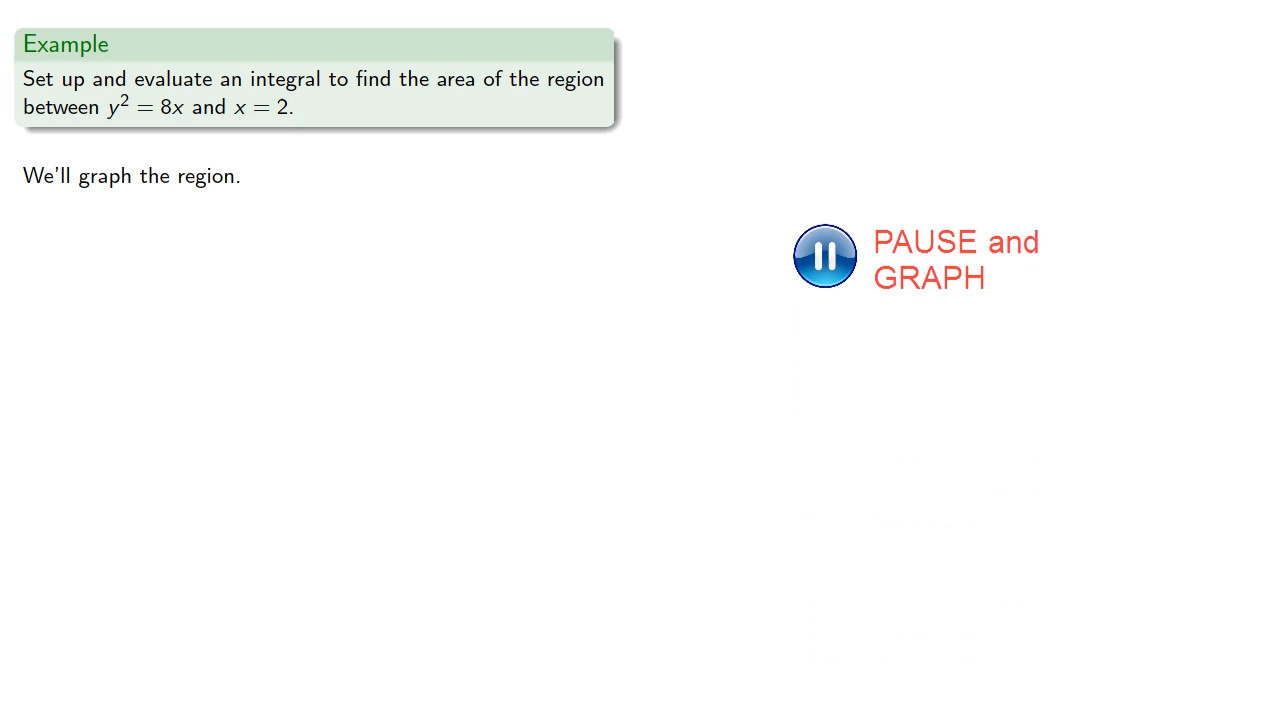 Example
Set up and evaluate an integral to find the area of the region
between y² = 8x and x = 2.
We'll graph the region.
PAUSE and
GRAPH